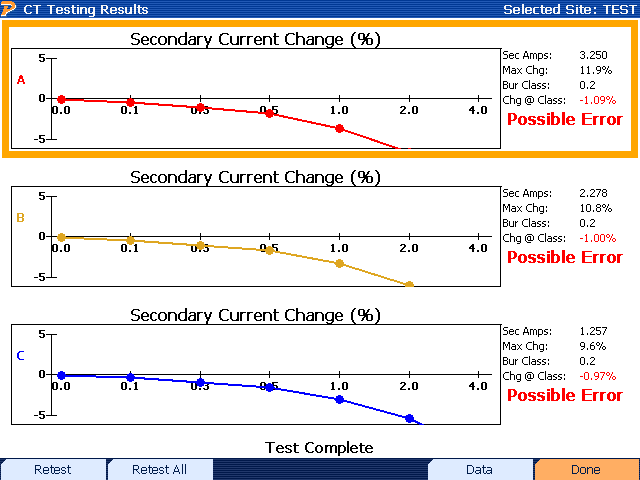 CT Testing Results
Selected Site: TEST
Secondary Current Change (%)
5
0
-5
A
0.0 0.1 0.3 0.5 1.0 2.0 4.0
Sec Amps: 3.250
Max Chg: 11.9%
Bur Class: 0.2
Chg @ Class: -1.09%
Possible Error
Secondary Current Change (%)
5
0
-5
B
0.0 0.1 0.3 0.5 1.0 2.0 4.0
Sec Amps: 2.278
Max Chg: 10.8%
Bur Class: 0.2
Chg @ Class: -1.00%
Possible Error
Secondary Current Change (%)
5
0
-5
C
0.0 0.1 0.3 0.5 1.0 2.0 4.0
Sec Amps: 1.257
Max Chg: 9.6%
Bur Class: 0.2
Chg @ Class: -0.97%
Possible Error
Test Complete
Retest
Retest All
Data
Done